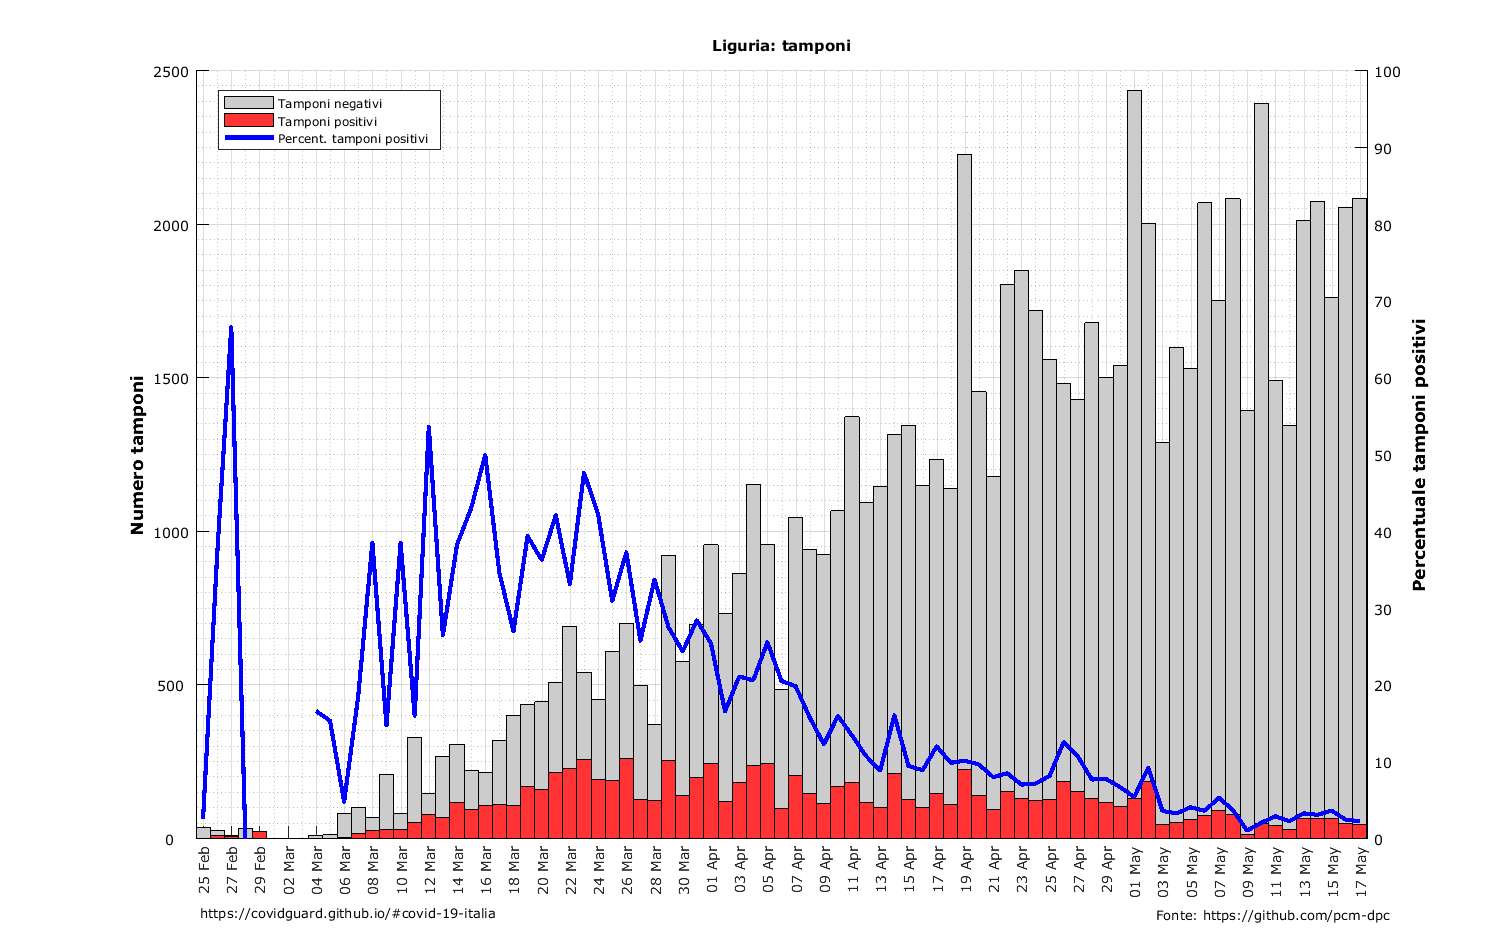 Liguria: tamponi
Tamponi negativi
Tamponi positivi
Percent. tamponi positivi
Numero tamponi
2500
2000
1500
1000
500
0
Percentuale tamponi positivi
100
90
80
70
60
50
40
30
20
10
0
25 Feb
27 Feb
29 Feb
02 Mar
04 Mar
06 Mar
08 Mar
10 Mar
12 Mar
14 Mar
16 Mar
18 Mar
20 Mar
22 Mar
24 Mar
26 Mar
28 Mar
30 Mar
01 Apr
03 Apr
05 Apr
07 Apr
09 Apr
11 Apr
13 Apr
15 Apr
17 Apr
19 Apr
21 Apr
23 Apr
25 Apr
27 Apr
29 Apr
01 May
03 May
05 May
07 May
09 May
11 May
13 May
15 May
17 May
https://covidguard.github.io/#covid-19-italia
Fonte: https://github.com/pcm-dpc